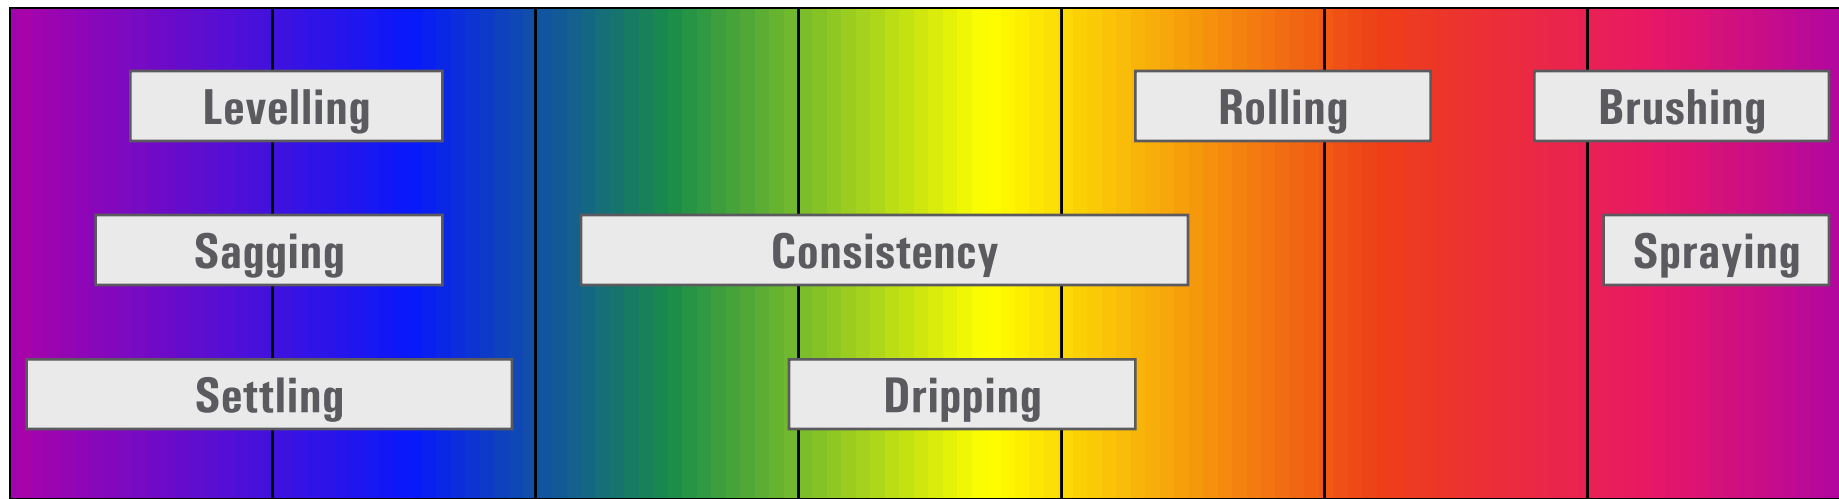 Levelling
Rolling
Brushing
Sagging
Consistency
Spraying
Settling
Dripping